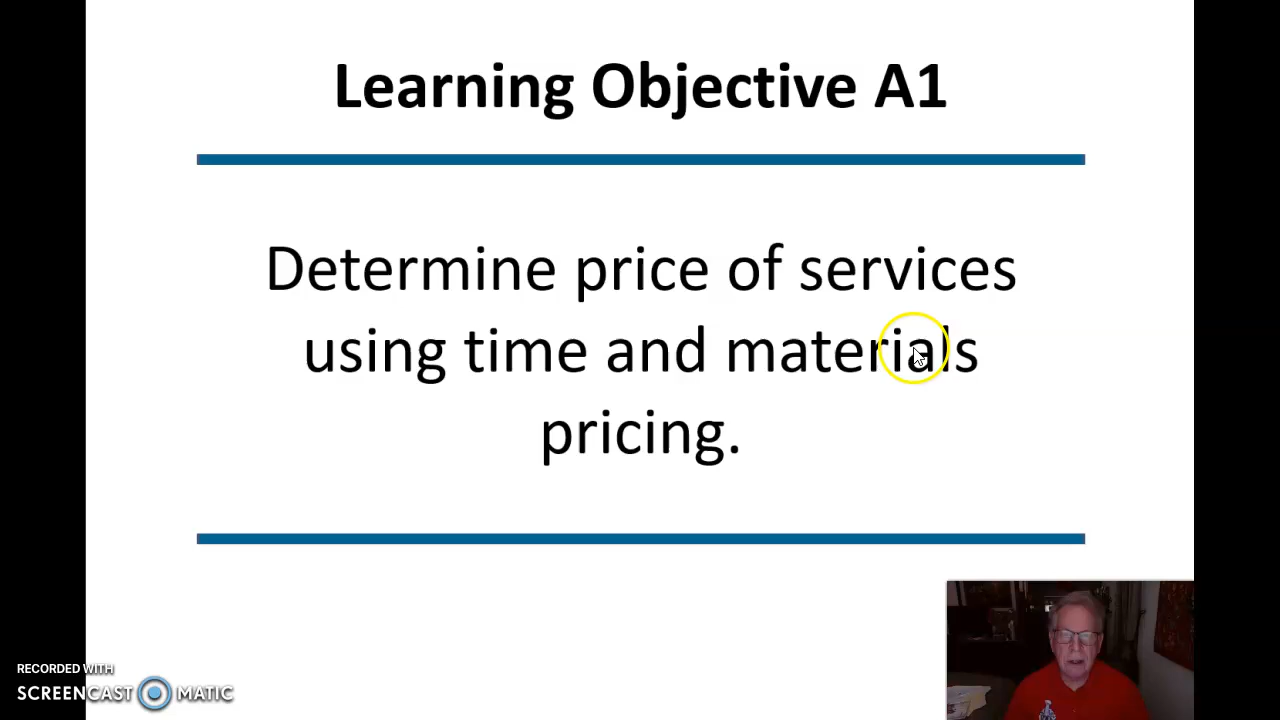 Learning Objective A1
Determine price of services
using time and materials
pricing.
RECORDED WITH
SCREENCAST MATIC